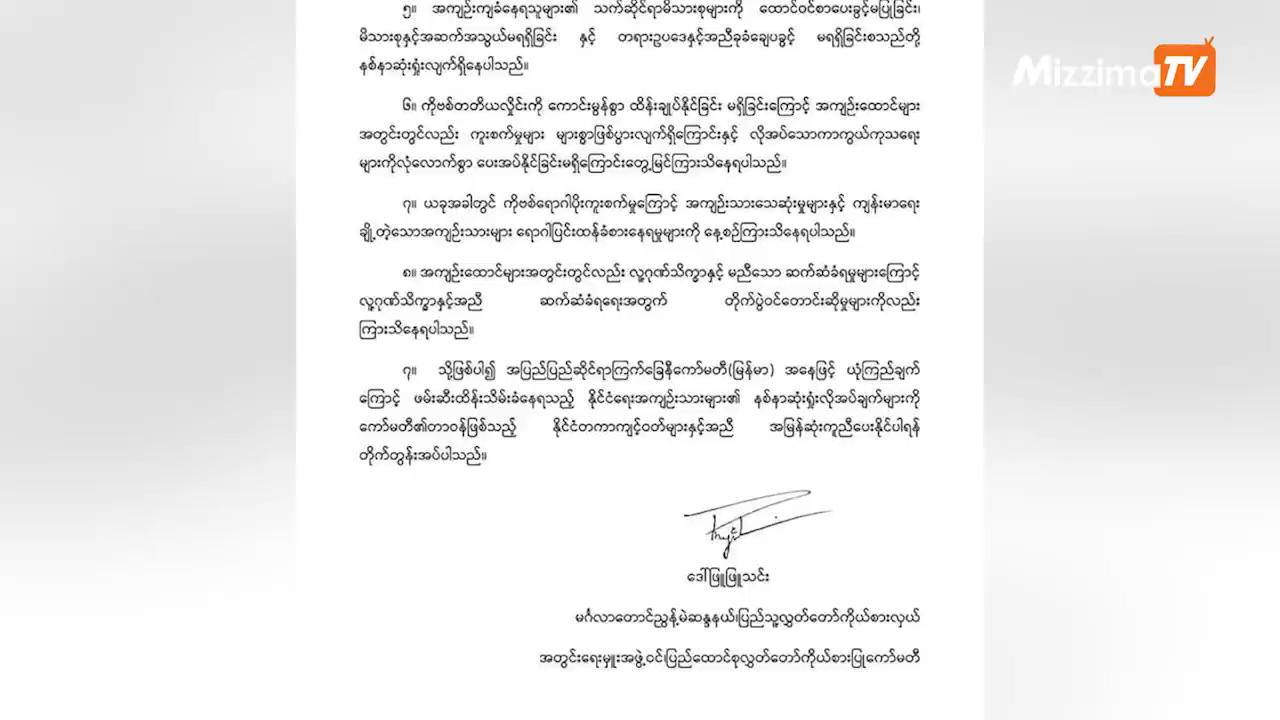 ၅။ အကျဉ်းကျခံနေရသူများ၏ သက်ဆိုင်ရာမိသားစုများကို ထောင်ဝင်စာပေးခွင့်မပြုခြင်း၊
မိသားစုနှင့်အဆက်အသွယ်မရရှိခြင်း နှင့် တရားဥပဒေနှင့်အညီခုခံချေပခွင့် မရရှိခြင်းစသည်တို့
နစ်နာဆုံးရှုံးလျက်ရှိနေပါသည်။
၆။ ကိုဗစ်တတိယလှိုင်းကို ကောင်းမွန်စွာ ထိန်းချုပ်နိုင်ခြင်း မရှိခြင်းကြောင့် အကျဉ်းထောင်များ
အတွင်းတွင်လည်း ကူးစက်မှုများ များစွာဖြစ်ပွားလျက်ရှိကြောင်းနှင့် လိုအပ်သောကာကွယ်ကုသရေး
များကိုလုံလောက်စွာ ပေးအပ်နိုင်ခြင်းမရှိကြောင်းတွေ့မြင်ကြားသိနေရပါသည်။
၇။ ယခုအခါတွင် ကိုဗစ်ရောဂါပိုးကူးစက်မှုကြောင့် အကျဉ်းသားသေဆုံးမှုများနှင့် ကျန်းမာရေး
ချို့တဲ့သောအကျဉ်းသားများ ရောဂါပြင်းထန်ခံစားနေရမှုများကို နေ့စဉ်ကြားသိနေရပါသည်။
၈။ အကျဉ်းထောင်များအတွင်းတွင်လည်း လူ့ဂုဏ်သိက္ခာနှင့် မညီသော ဆက်ဆံခံရမှုများကြောင့်
လူ့ဂုဏ်သိက္ခာနှင့်အညီ ဆက်ဆံခံရရေးအတွက် တိုက်ပွဲဝင်တောင်းဆိုမှုများကိုလည်း
ကြားသိနေရပါသည်။
၇။ သို့ဖြစ်ပါ၍ အပြည်ပြည်ဆိုင်ရာကြက်ခြေနီကော်မတီ(မြန်မာ) အနေဖြင့် ယုံကြည်ချက်
ကြောင့် ဖမ်းဆီးထိန်းသိမ်းခံနေရသည့် နိုင်ငံရေးအကျဉ်းသားများ၏ နစ်နာဆုံးရှုံးလိုအပ်ချက်များကို
ကော်မတီ၏တာဝန်ဖြစ်သည့် နိုင်ငံတကာကျင့်ဝတ်များနှင့်အညီ အမြန်ဆုံးကူညီပေးနိုင်ပါရန်
တိုက်တွန်းအပ်ပါသည်။
ဒေါ်ဖြူဖြူသင်း
မင်္ဂလာတောင်ညွန့်မဲဆန္ဒနယ်၊ပြည်သူ့လွှတ်တော်ကိုယ်စားလှယ်
အတွင်းရေးမှူးအဖွဲ့ဝင်၊ပြည်ထောင်စုလွှတ်တော်ကိုယ်စားပြုကော်မတီ
Mizzima TV